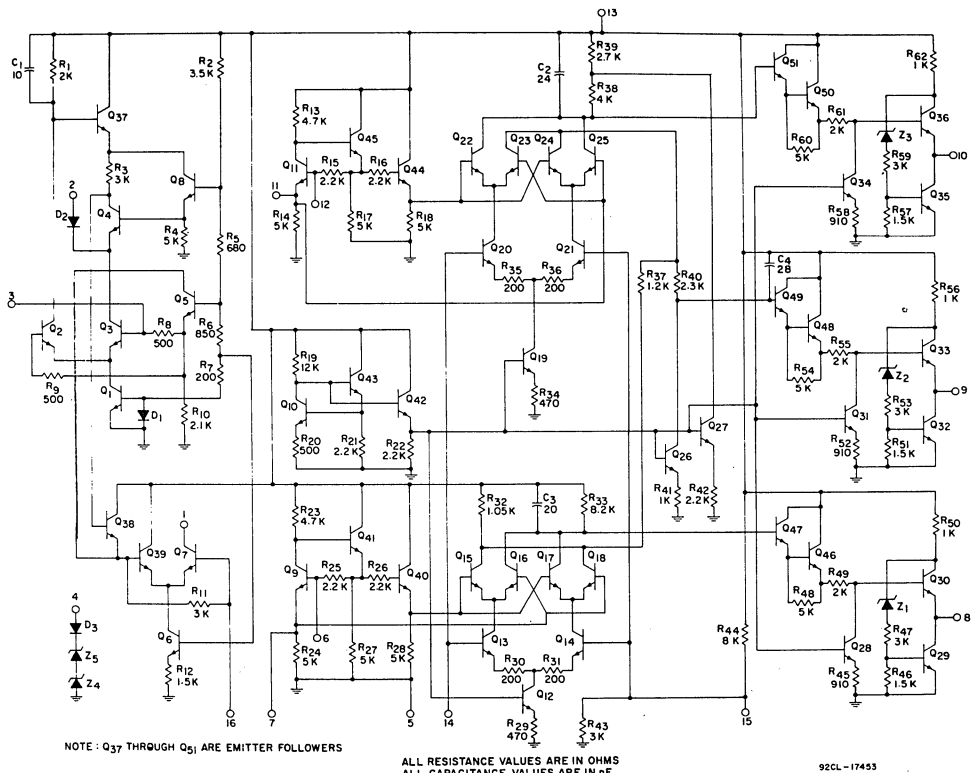 13
C1
10
R1
2K
R2
3.5K
Q37
R3
3K
Q8
2
D2
Q4
R4
5K
R5
680
3
Q5
Q2
Q3
R8
500
R6
850
R7
200
R9
500
Q1
D1
R10
2.1K
Q38
1
Q39
Q7
R11
3K
Q6
R12
1.5K
16
4
D3
Z5
Z4
R13
4.7K
Q45
Q11
R15
2.2K
R16
2.2K
Q44
11
12
R14
5K
R17
5K
R18
5K
R19
12K
Q43
Q10
Q42
R20
500
R21
2.2K
R22
2.2K
R23
4.7K
Q41
Q9
R25
2.2K
R26
2.2K
Q40
6
R24
5K
R27
5K
R28
5K
7
5
C2
24
R39
2.7K
R38
4K
Q22
Q23
Q24
Q25
Q20
Q21
R35
200
R36
200
R37
1.2K
R40
2.3K
Q19
R34
470
Q26
Q27
R41
1K
R42
2.2K
R32
1.05K
C3
20
R33
8.2K
Q15
Q16
Q17
Q18
Q13
Q14
R30
200
R31
200
Q12
R29
470
R43
3K
R44
8K
14
15
Q51
Q50
R61
2K
R60
5K
R62
1K
Q36
Z3
R59
3K
10
Q34
R58
910
R57
1.5K
Q35
C4
28
Q49
Q48
R55
2K
R54
5K
R56
1K
Q33
Z2
R53
3K
9
Q31
R52
910
R51
1.5K
Q32
Q47
Q46
R49
2K
R48
5K
R50
1K
Q30
Z1
R47
3K
8
Q28
R45
910
R46
1.5K
Q29
NOTE: Q37 THROUGH Q51 ARE EMITTER FOLLOWERS
ALL RESISTANCE VALUES ARE IN OHMS
ALL CAPACITANCE VALUES ARE IN pF
92CL-17453